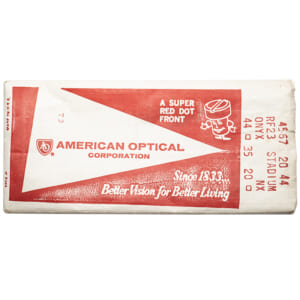 A SUPER
RED DOT
FRONT
AO
AMERICAN OPTICAL
CORPORATION
Since 1833...
Better Vision for Better Living
4567 20 44
RF23 STADIUM
ONYX NX
44 □ 35 20 □